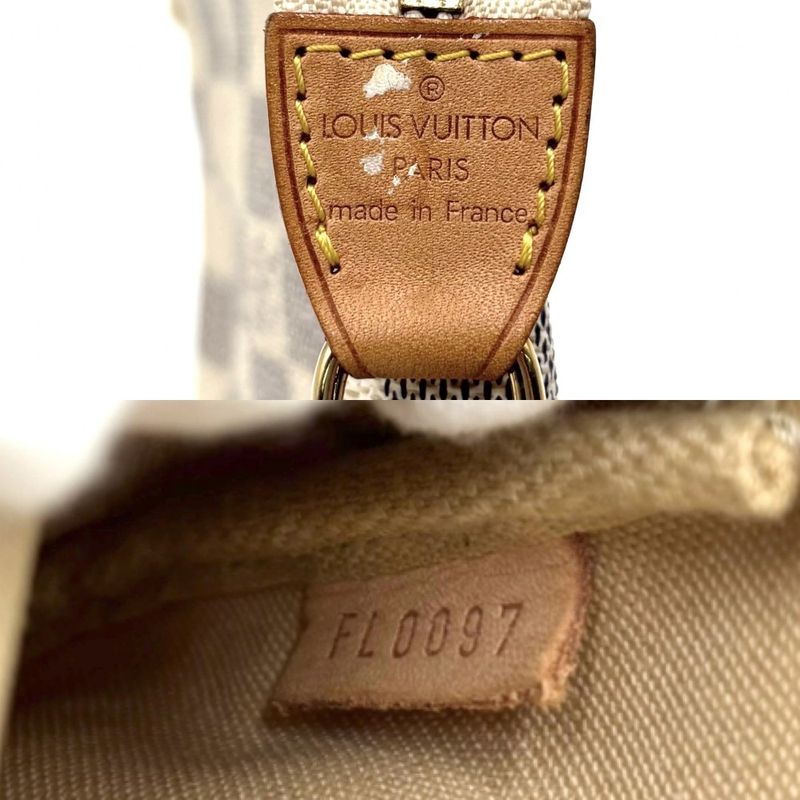 ®
LOUIS VUITTON
PARIS
made in France
FL0097